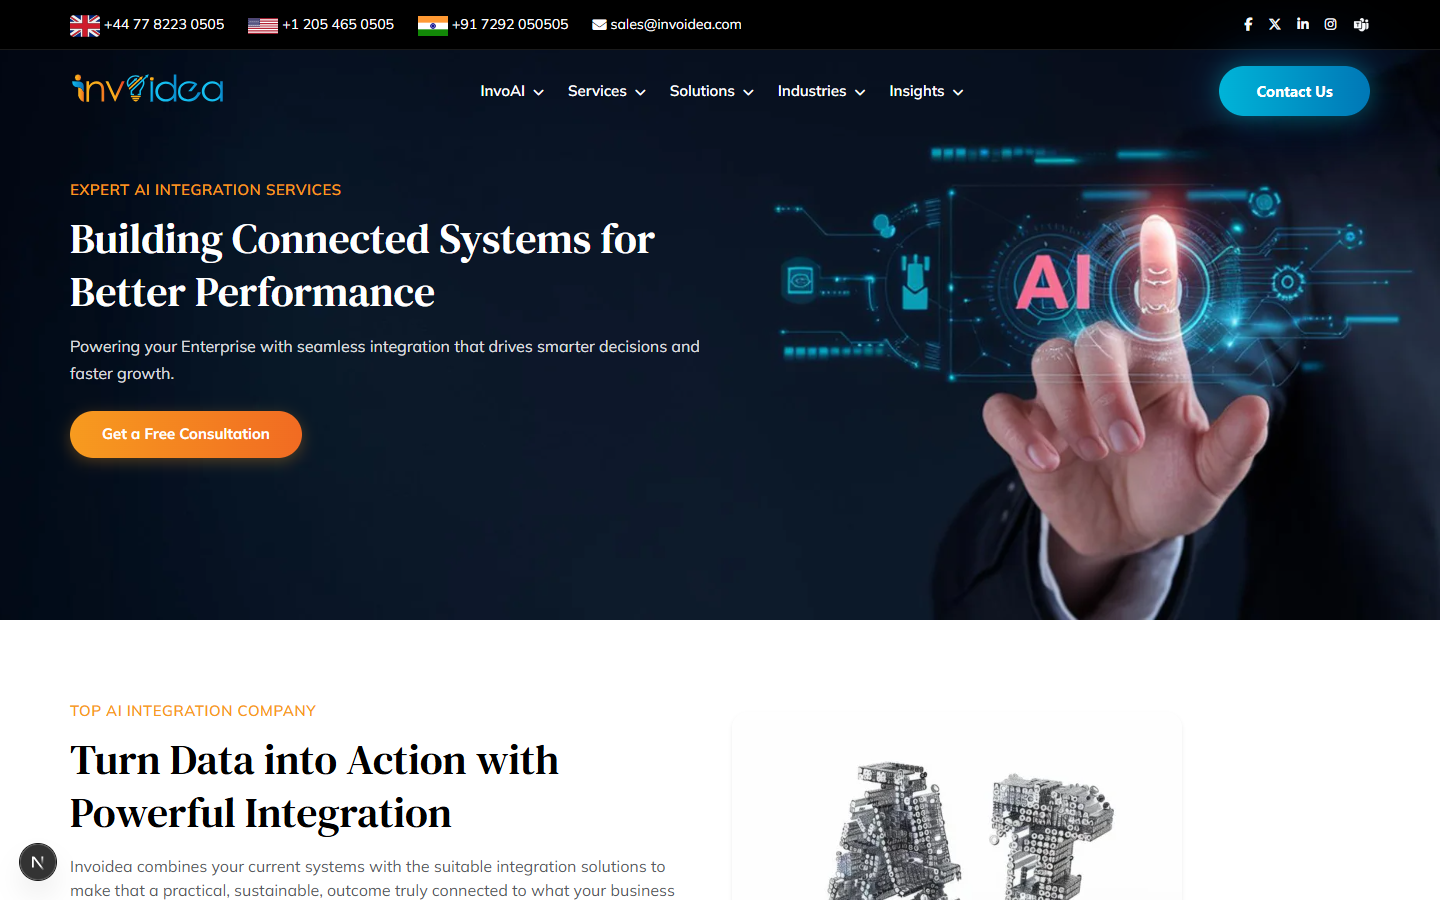 +44 77 8223 0505 +1 205 465 0505 +91 7292 050505 sales@invoidea.com
invoidea
InvoAI Services Solutions Industries Insights
Contact Us
EXPERT AI INTEGRATION SERVICES
Building Connected Systems for
Better Performance
Powering your Enterprise with seamless integration that drives smarter decisions and
faster growth.
Get a Free Consultation
AI
TOP AI INTEGRATION COMPANY
Turn Data into Action with
Powerful Integration
Invoidea combines your current systems with the suitable integration solutions to
make that a practical, sustainable, outcome truly connected to what your business
N